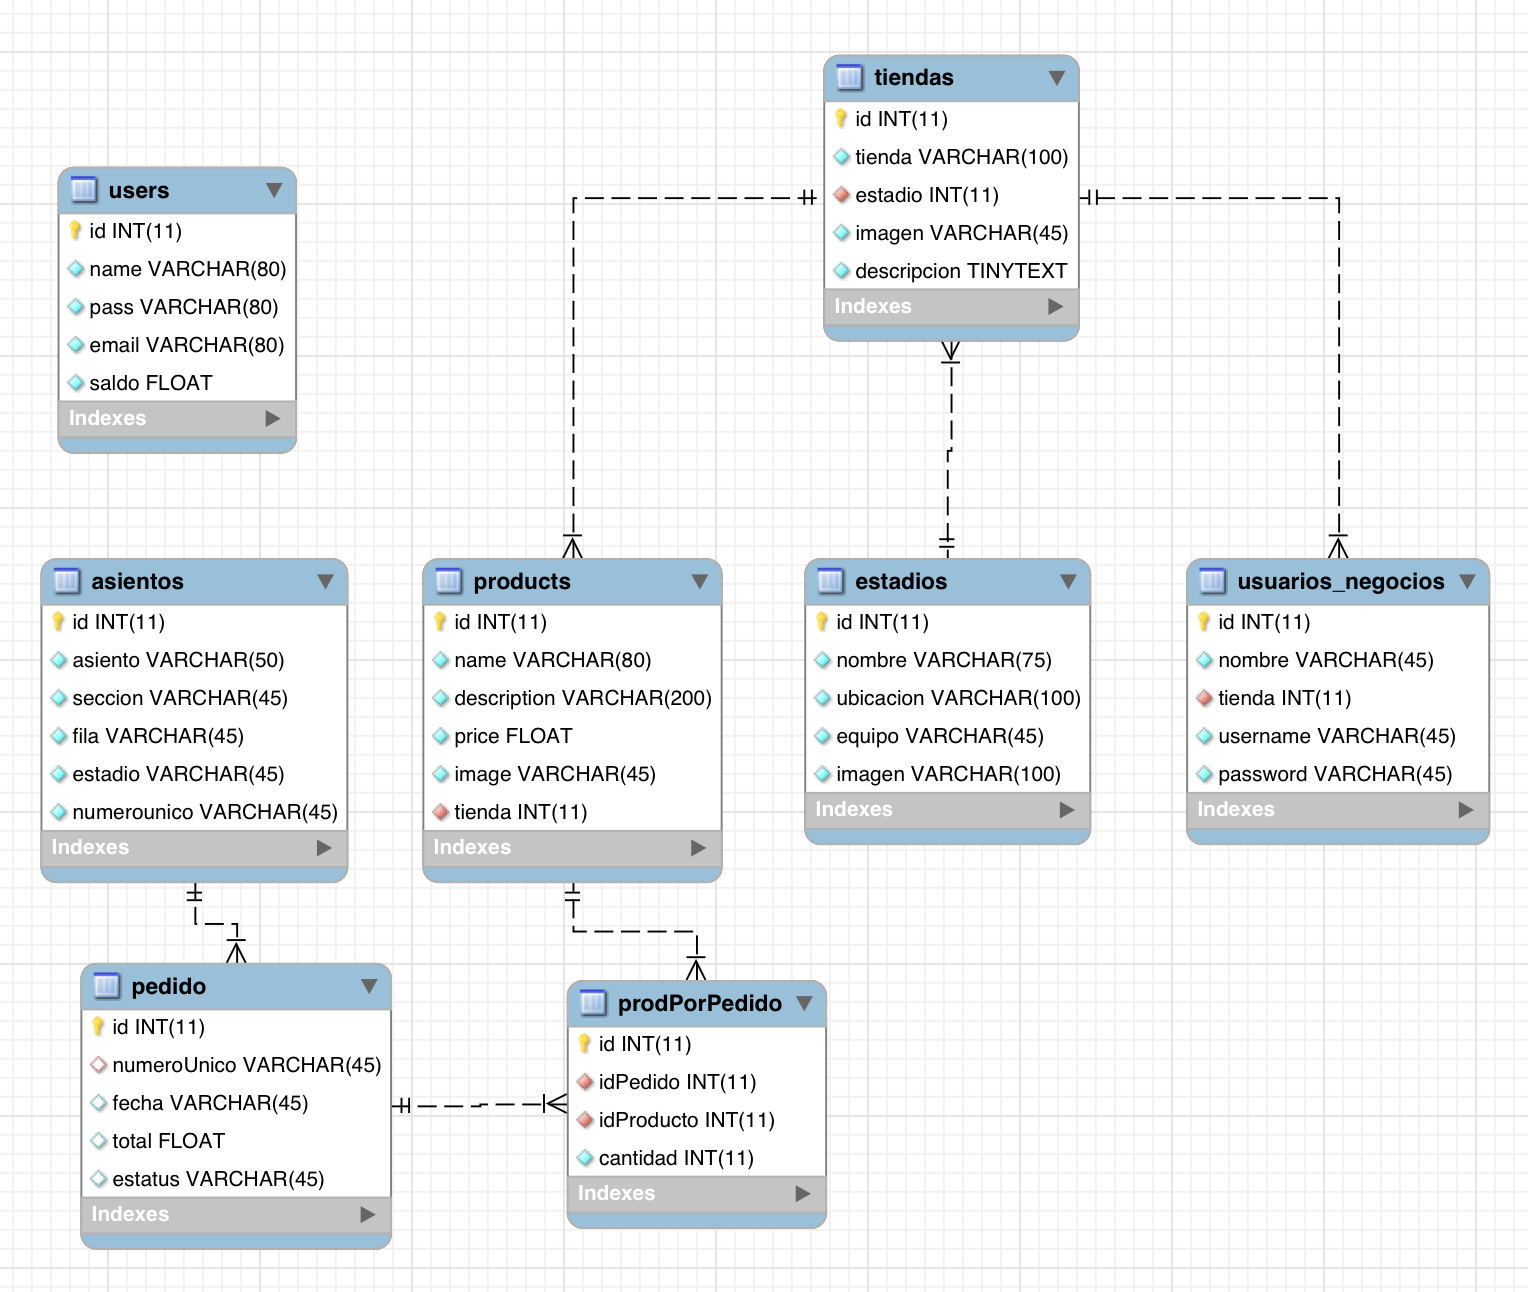 tiendas
id INT(11)
tienda VARCHAR(100)
estadio INT(11)
imagen VARCHAR(45)
descripcion TINYTEXT
Indexes
users
id INT(11)
name VARCHAR(80)
pass VARCHAR(80)
email VARCHAR(80)
saldo FLOAT
Indexes
asientos
id INT(11)
asiento VARCHAR(50)
seccion VARCHAR(45)
fila VARCHAR(45)
estadio VARCHAR(45)
numerounico VARCHAR(45)
Indexes
products
id INT(11)
name VARCHAR(80)
description VARCHAR(200)
price FLOAT
image VARCHAR(45)
tienda INT(11)
Indexes
estadios
id INT(11)
nombre VARCHAR(75)
ubicacion VARCHAR(100)
equipo VARCHAR(45)
imagen VARCHAR(100)
Indexes
usuarios_negocios
id INT(11)
nombre VARCHAR(45)
tienda INT(11)
username VARCHAR(45)
password VARCHAR(45)
Indexes
pedido
id INT(11)
numeroUnico VARCHAR(45)
fecha VARCHAR(45)
total FLOAT
estatus VARCHAR(45)
Indexes
prodPorPedido
id INT(11)
idPedido INT(11)
idProducto INT(11)
cantidad INT(11)
Indexes